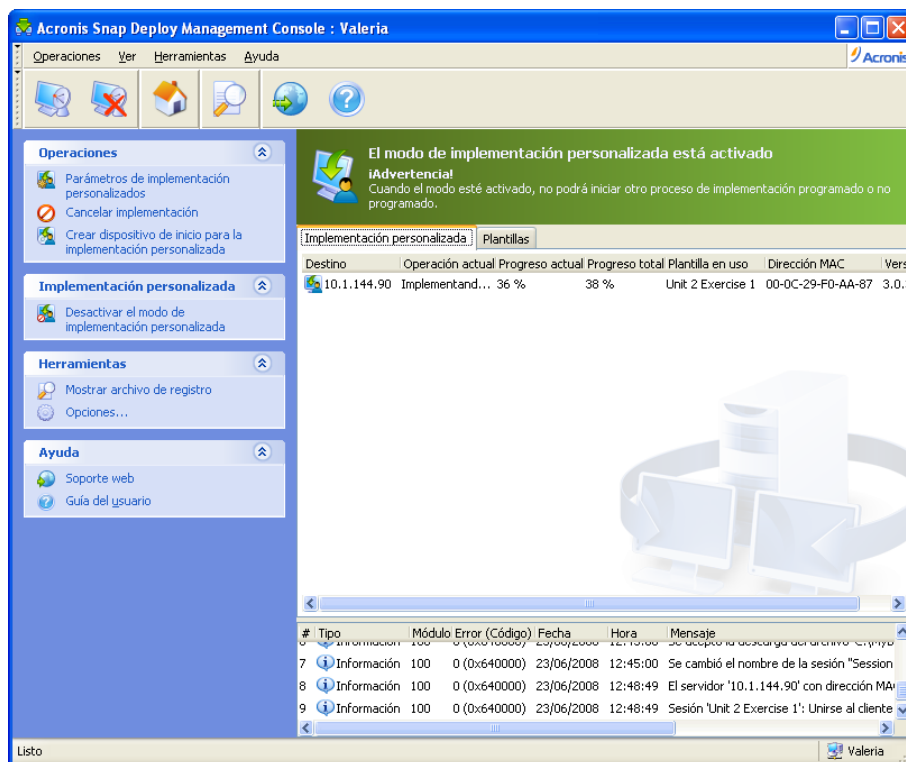 Acronis Snap Deploy Management Console : Valeria
Operaciones Ver Herramientas Ayuda
Acronis
Operaciones
Parámetros de implementación
personalizados
Cancelar implementación
Crear dispositivo de inicio para la
implementación personalizada
Implementación personalizada
Desactivar el modo de
implementación personalizada
Herramientas
Mostrar archivo de registro
Opciones...
Ayuda
Soporte web
Guía del usuario
El modo de implementación personalizada está activado
¡Advertencia!
Cuando el modo esté activado, no podrá iniciar otro proceso de implementación programado o no
programado.
Implementación personalizada Plantillas
Destino Operación actual Progreso actual Progreso total Plantilla en uso Dirección MAC Vers
10.1.144.90 Implementand... 36 % 38 % Unit 2 Exercise 1 00-0C-29-F0-AA-87 3.0.
# Tipo Módulo Error (Código) Fecha Hora Mensaje
7 Información 100 0 (0x640000) 23/06/2008 12:45:00 Se cambió el nombre de la sesión "Session
8 Información 100 0 (0x640000) 23/06/2008 12:48:49 El servidor '10.1.144.90' con dirección MA
9 Información 100 0 (0x640000) 23/06/2008 12:48:49 Sesión 'Unit 2 Exercise 1': Unirse al cliente
Listo Valeria